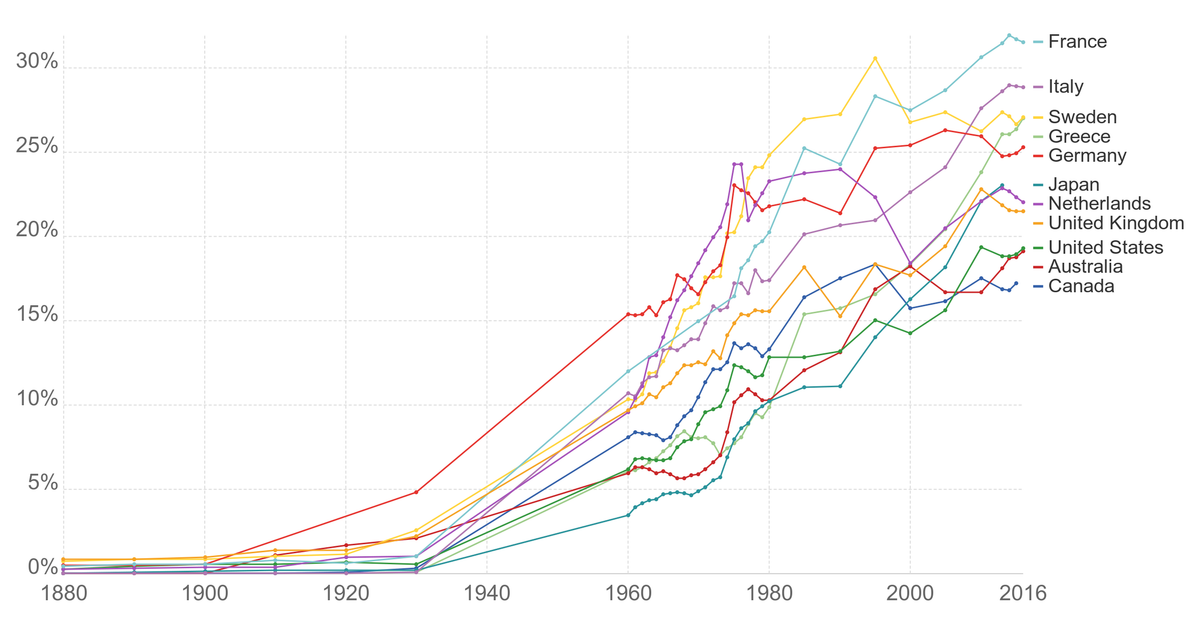 30%
25%
20%
15%
10%
5%
0%
1880 1900 1920 1940 1960 1980 2000 2016
France
Italy
Sweden
Greece
Germany
Japan
Netherlands
United Kingdom
United States
Australia
Canada